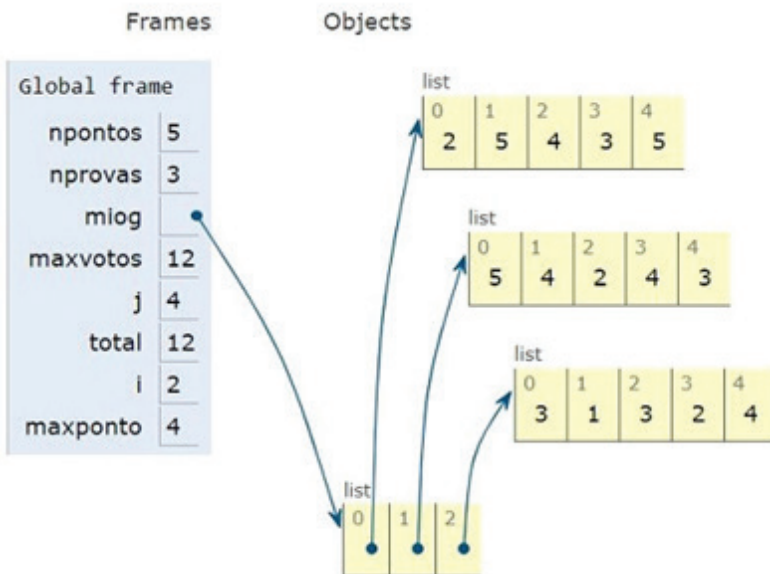 Frames Objects
Global frame
npontos 5
nprovas 3
miog
maxvotos 12
j 4
total 12
i 2
maxponto 4
list
0 1 2 3 4
2 5 4 3 5
list
0 1 2 3 4
5 4 2 4 3
list
0 1 2 3 4
3 1 3 2 4
list
0 1 2